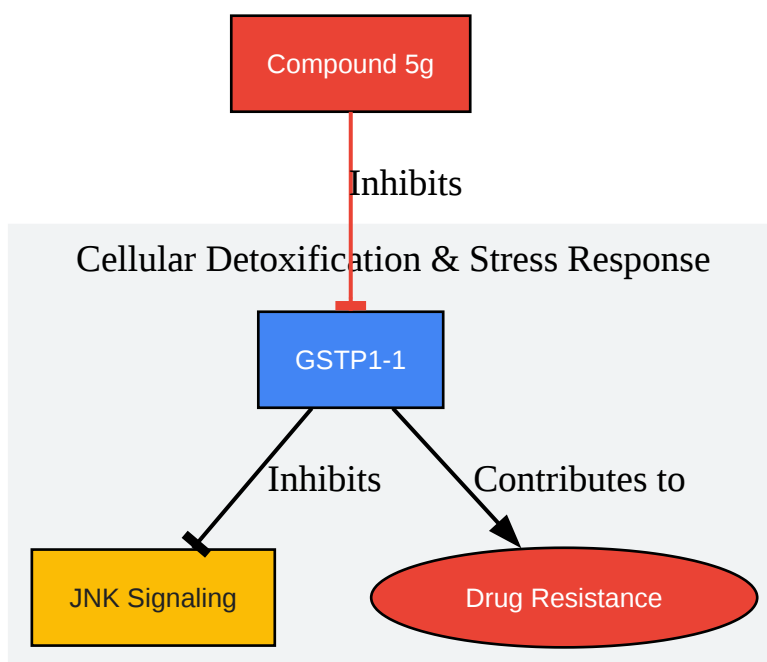 Compound 5g
Inhibits
Cellular Detoxification & Stress Response
GSTP1-1
Inhibits
Contributes to
JNK Signaling
Drug Resistance